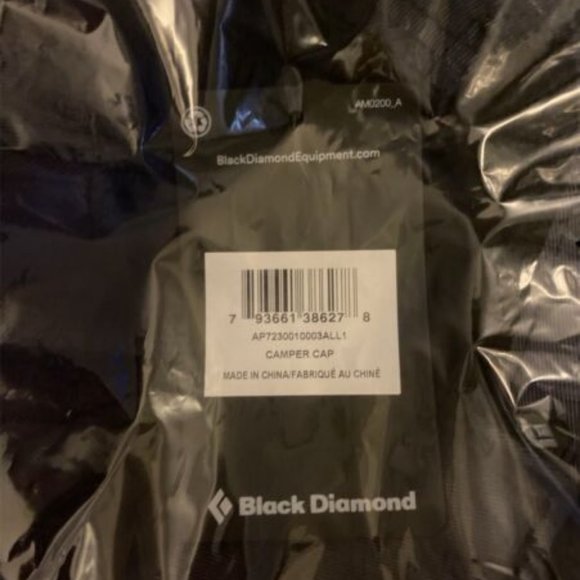 AM0200_A
BlackDiamondEquipment.com
7 93661 38627 8
AP7230010003ALL1
CAMPER CAP
MADE IN CHINA/FABRIQUÉ AU CHINE
Black Diamond